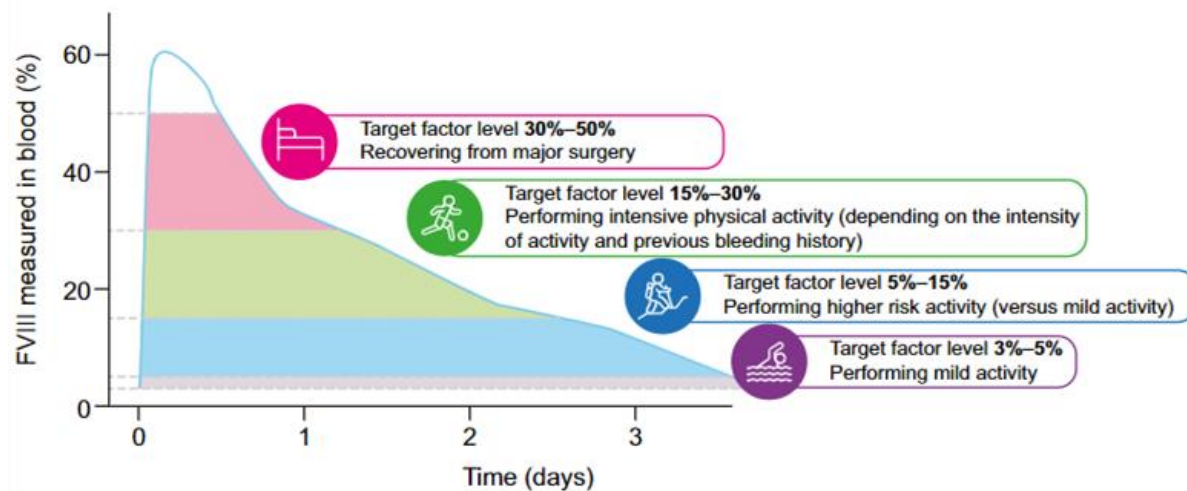 FVIII measured in blood (%)
60
40
20
0
Target factor level 30%–50%
Recovering from major surgery
Target factor level 15%–30%
Performing intensive physical activity (depending on the intensity
of activity and previous bleeding history)
Target factor level 5%–15%
Performing higher risk activity (versus mild activity)
Target factor level 3%–5%
Performing mild activity
0
1
2
3
Time (days)